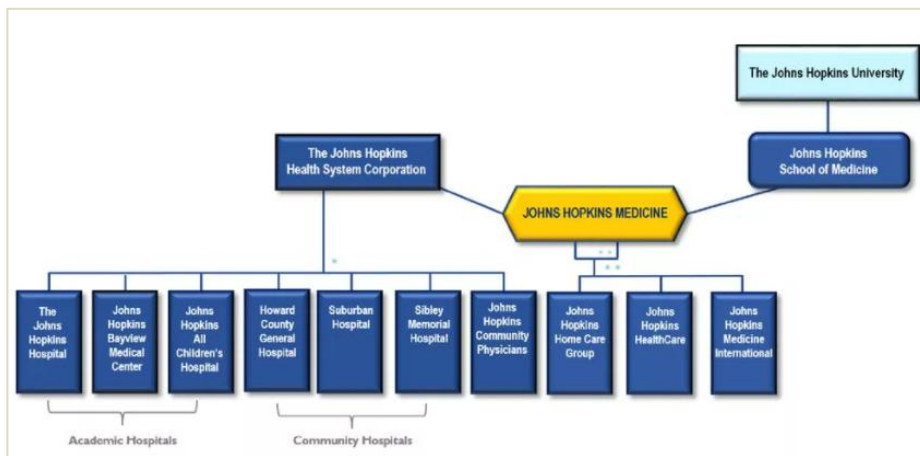 The Johns Hopkins University
Johns Hopkins
School of Medicine
The Johns Hopkins
Health System Corporation
JOHNS HOPKINS MEDICINE
The
Johns
Hopkins
Hospital
Johns
Hopkins
Bayview
Medical
Center
Johns
Hopkins
All
Children's
Hospital
Howard
County
General
Hospital
Suburban
Hospital
Sibley
Memorial
Hospital
Johns
Hopkins
Community
Physicians
Johns
Hopkins
Home Care
Group
Johns
Hopkins
HealthCare
Johns
Hopkins
Medicine
International
Academic Hospitals
Community Hospitals